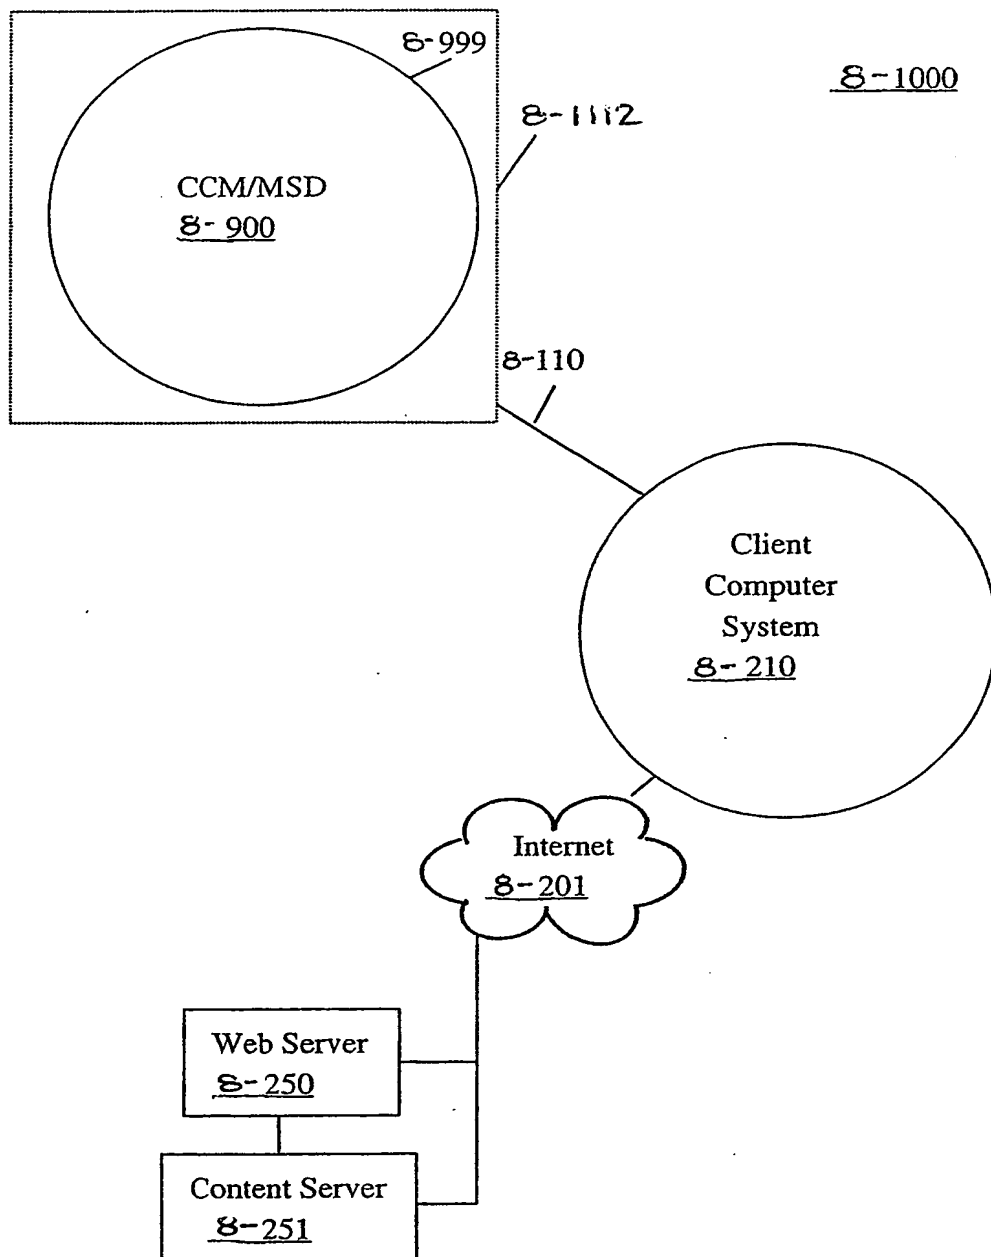 8-999
8-1000
8-1112
CCM/MSD
8-900
8-110
Client
Computer
System
8-210
Internet
8-201
Web Server
8-250
Content Server
8-251